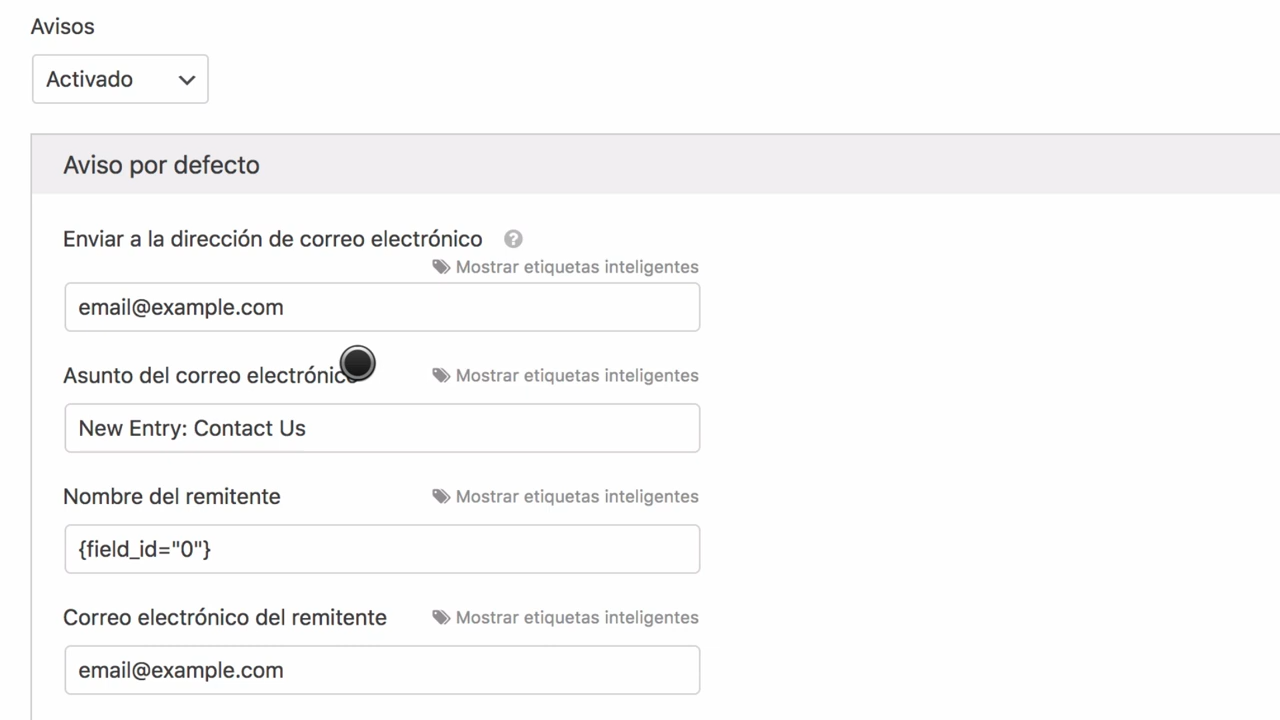 Avisos
Activado
Aviso por defecto
Enviar a la dirección de correo electrónico
Mostrar etiquetas inteligentes
email@example.com
Asunto del correo electrónico
Mostrar etiquetas inteligentes
New Entry: Contact Us
Nombre del remitente
Mostrar etiquetas inteligentes
{field_id="0"}
Correo electrónico del remitente
Mostrar etiquetas inteligentes
email@example.com